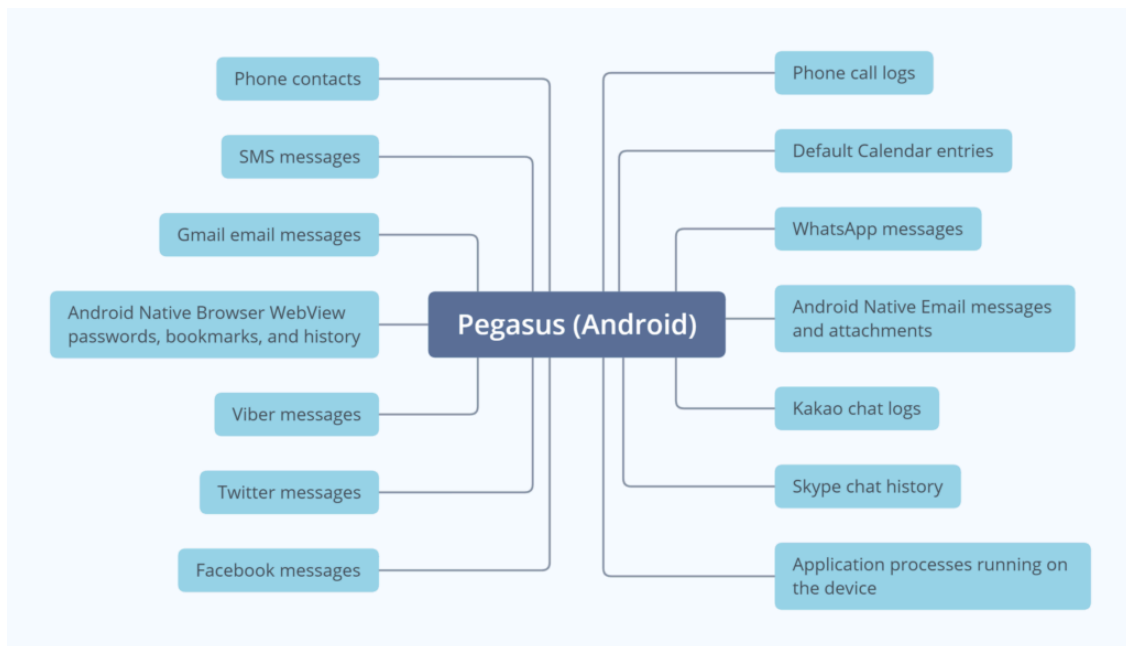 Phone contacts
SMS messages
Gmail email messages
Android Native Browser WebView
passwords, bookmarks, and history
Viber messages
Twitter messages
Facebook messages
Pegasus (Android)
Phone call logs
Default Calendar entries
WhatsApp messages
Android Native Email messages
and attachments
Kakao chat logs
Skype chat history
Application processes running on
the device